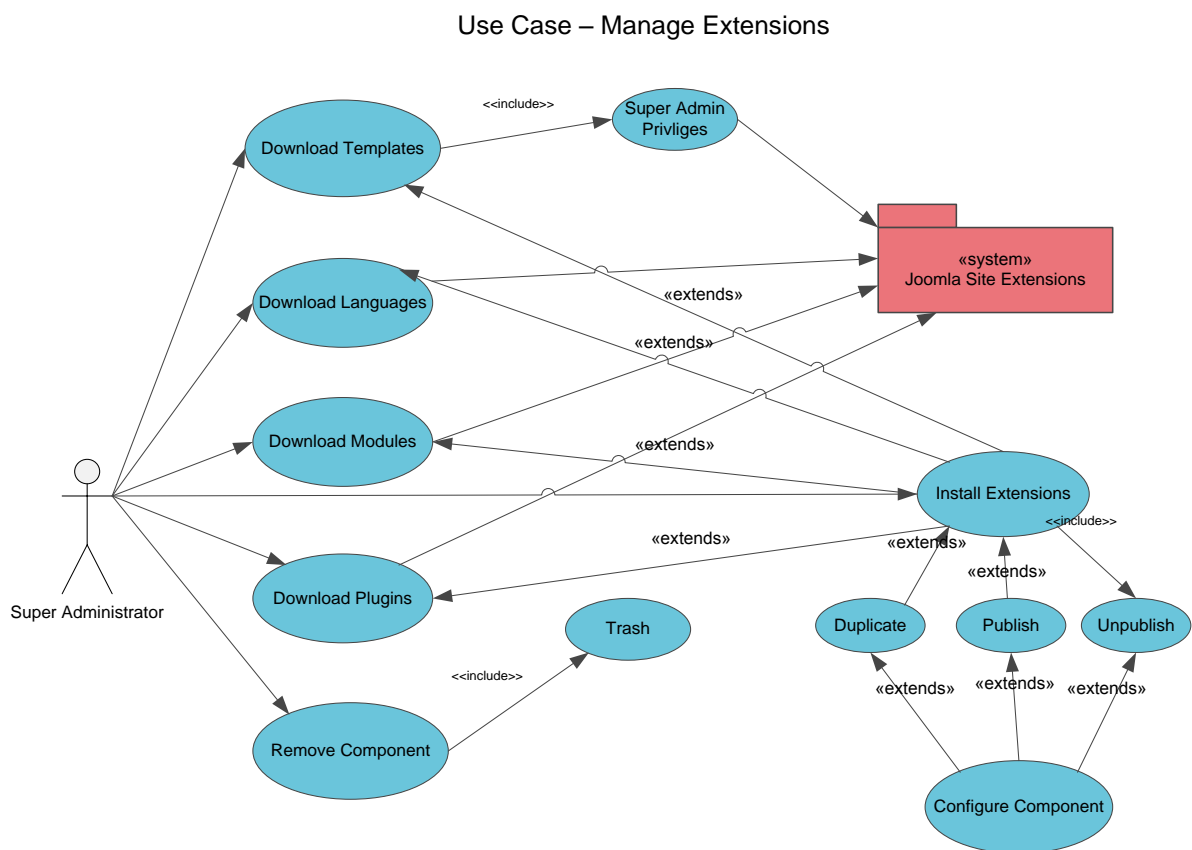 Use Case – Manage Extensions
<<include>>
Super Admin
Privliges
Download Templates
«system»
Joomla Site Extensions
«extends»
Download Languages
«extends»
Download Modules
«extends»
Install Extensions
<<include>>
«extends»
«extends»
«extends»
Download Plugins
Super Administrator
Trash
Duplicate
Publish
Unpublish
<<include>>
«extends»
«extends»
«extends»
Remove Component
Configure Component